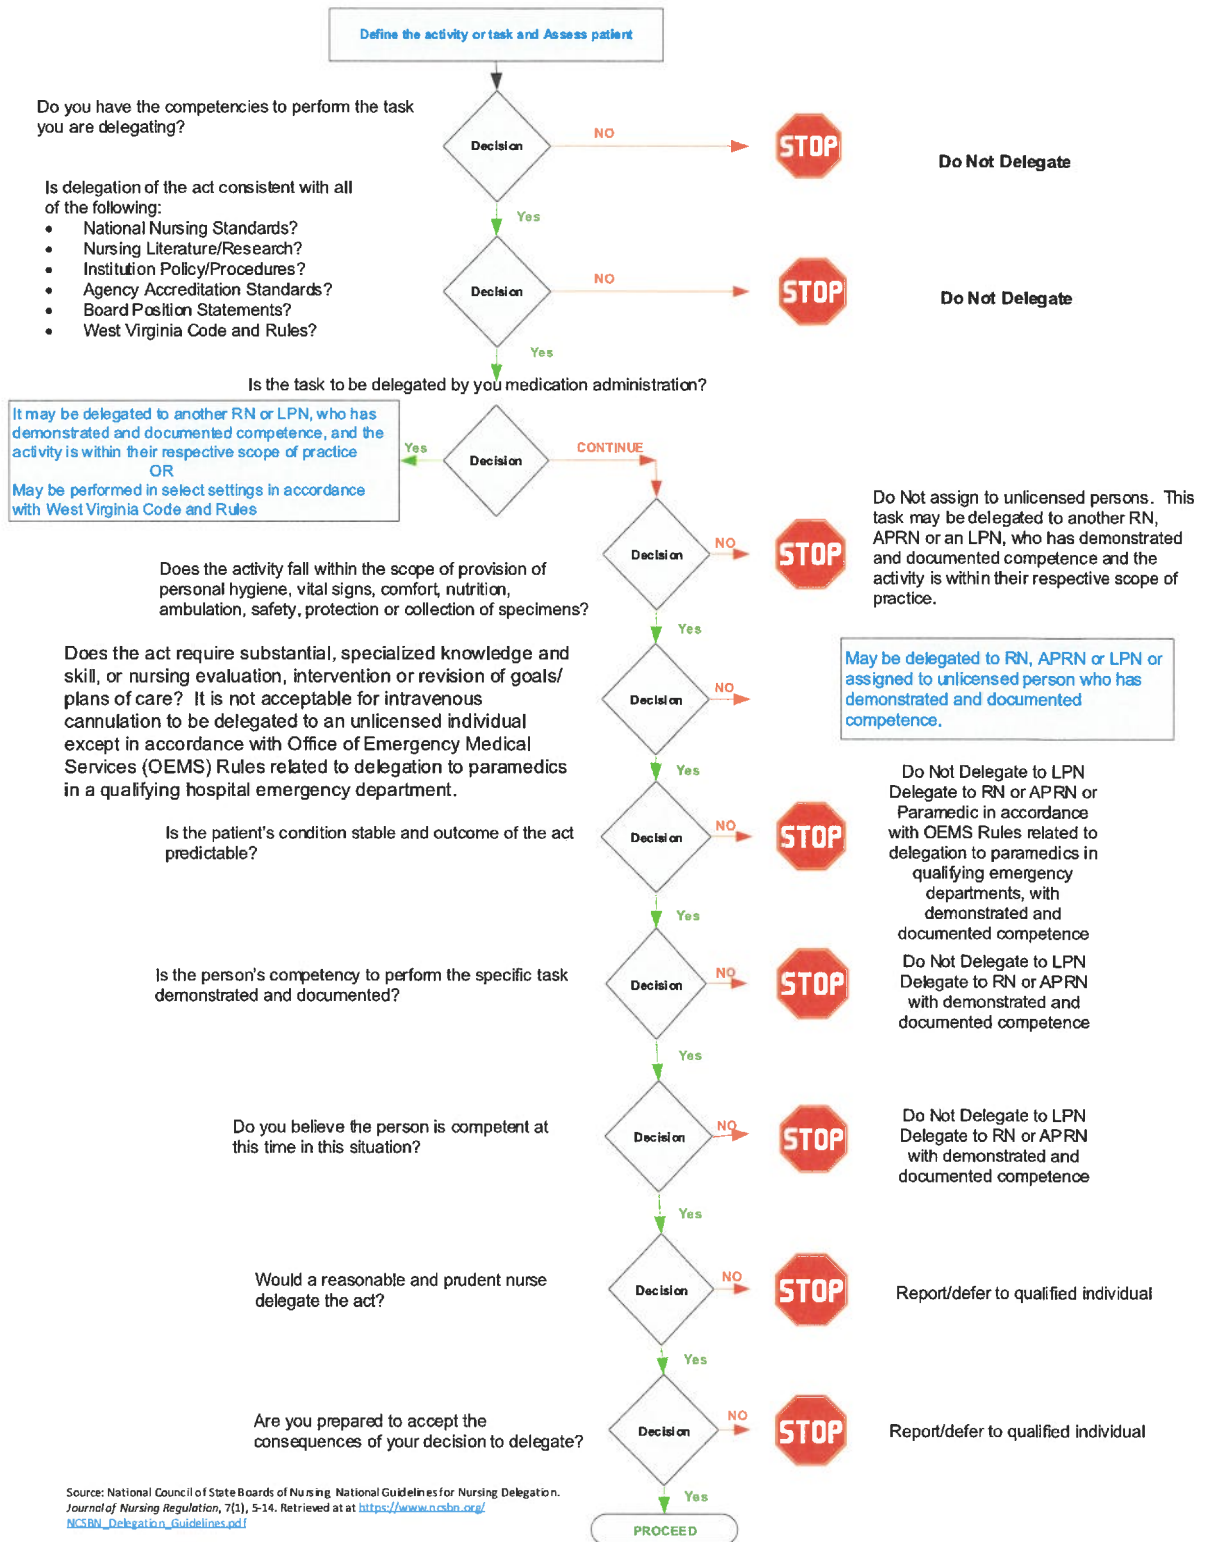 Define the activity or task and Assess patient
Do you have the competencies to perform the task
you are delegating?
Decision
NO
STOP
Do Not Delegate
Yes
Is delegation of the act consistent with all
of the following:
• National Nursing Standards?
• Nursing Literature/Research?
• Institution Policy/Procedures?
• Agency Accreditation Standards?
• Board Position Statements?
• West Virginia Code and Rules?
Decision
NO
STOP
Do Not Delegate
Yes
Is the task to be delegated by you medication administration?
It may be delegated to another RN or LPN, who has
demonstrated and documented competence, and the
activity is within their respective scope of practice
OR
May be performed in select settings in accordance
with West Virginia Code and Rules
Yes
Decision
CONTINUE
Does the activity fall within the scope of provision of
personal hygiene, vital signs, comfort, nutrition,
ambulation, safety, protection or collection of specimens?
Decision
NO
STOP
Do Not assign to unlicensed persons. This
task may be delegated to another RN,
APRN or an LPN, who has demonstrated
and documented competence and the
activity is within their respective scope of
practice.
Yes
Does the act require substantial, specialized knowledge and
skill, or nursing evaluation, intervention or revision of goals/
plans of care? It is not acceptable for intravenous
cannulation to be delegated to an unlicensed individual
except in accordance with Office of Emergency Medical
Services (OEMS) Rules related to delegation to paramedics
in a qualifying hospital emergency department.
Decision
NO
May be delegated to RN, APRN or LPN or
assigned to unlicensed person who has
demonstrated and documented
competence.
Yes
Is the patient's condition stable and outcome of the act
predictable?
Decision
NO
STOP
Do Not Delegate to LPN
Delegate to RN or APRN or
Paramedic in accordance
with OEMS Rules related to
delegation to paramedics in
qualifying emergency
departments, with
demonstrated and
documented competence
Yes
Is the person's competency to perform the specific task
demonstrated and documented?
Decision
NO
STOP
Do Not Delegate to LPN
Delegate to RN or APRN
with demonstrated and
documented competence
Yes
Do you believe the person is competent at
this time in this situation?
Decision
NO
STOP
Do Not Delegate to LPN
Delegate to RN or APRN
with demonstrated and
documented competence
Yes
Would a reasonable and prudent nurse
delegate the act?
Decision
NO
STOP
Report/defer to qualified individual
Yes
Are you prepared to accept the
consequences of your decision to delegate?
Decision
NO
STOP
Report/defer to qualified individual
Yes
PROCEED
Source: National Council of State Boards of Nursing National Guidelines for Nursing Delegation.
Journal of Nursing Regulation, 7(1), 5-14. Retrieved at at https://www.ncsbn.org/
NCSBN_Delegation_Guidelines.pdf